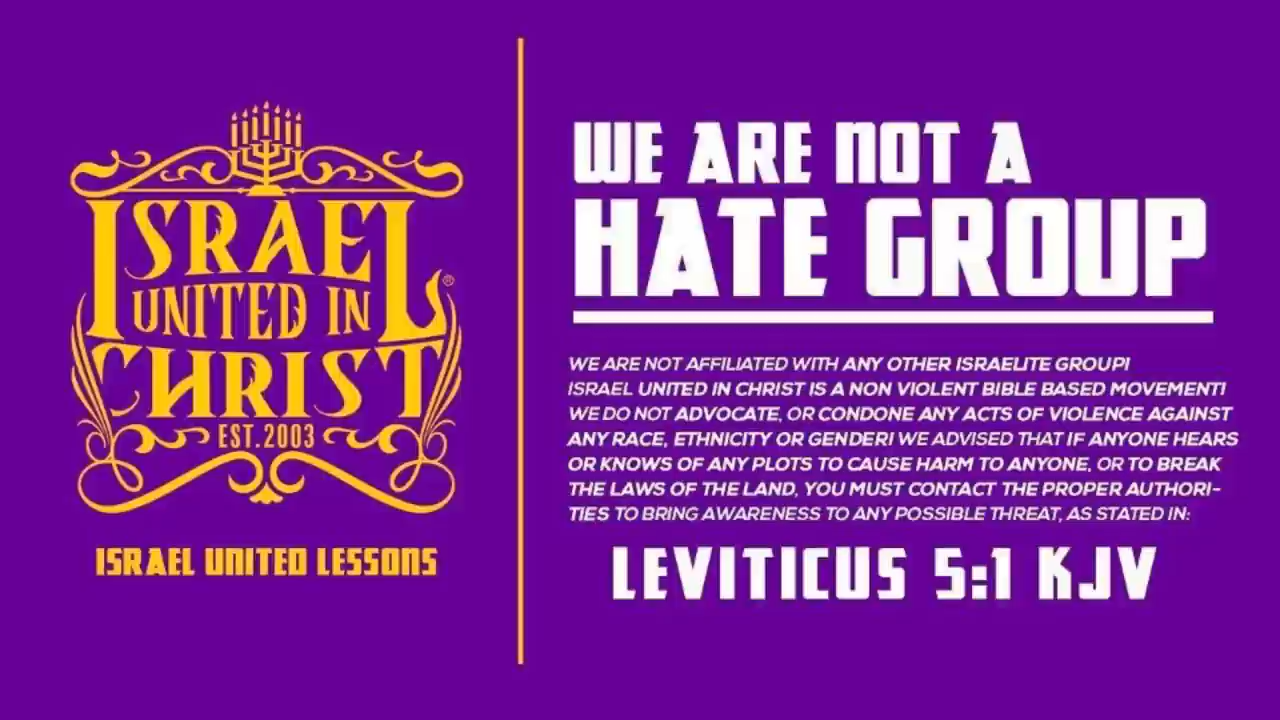 ISRAEL
UNITED IN
CHRIST
EST. 2003
®
ISRAEL UNITED LESSONS
WE ARE NOT A
HATE GROUP
WE ARE NOT AFFILIATED WITH ANY OTHER ISRAELITE GROUP!
ISRAEL UNITED IN CHRIST IS A NON VIOLENT BIBLE BASED MOVEMENT!
WE DO NOT ADVOCATE, OR CONDONE ANY ACTS OF VIOLENCE AGAINST
ANY RACE, ETHNICITY OR GENDER! WE ADVISED THAT IF ANYONE HEARS
OR KNOWS OF ANY PLOTS TO CAUSE HARM TO ANYONE, OR TO BREAK
THE LAWS OF THE LAND, YOU MUST CONTACT THE PROPER AUTHORI-
TIES TO BRING AWARENESS TO ANY POSSIBLE THREAT, AS STATED IN:
LEVITICUS 5:1 KJV